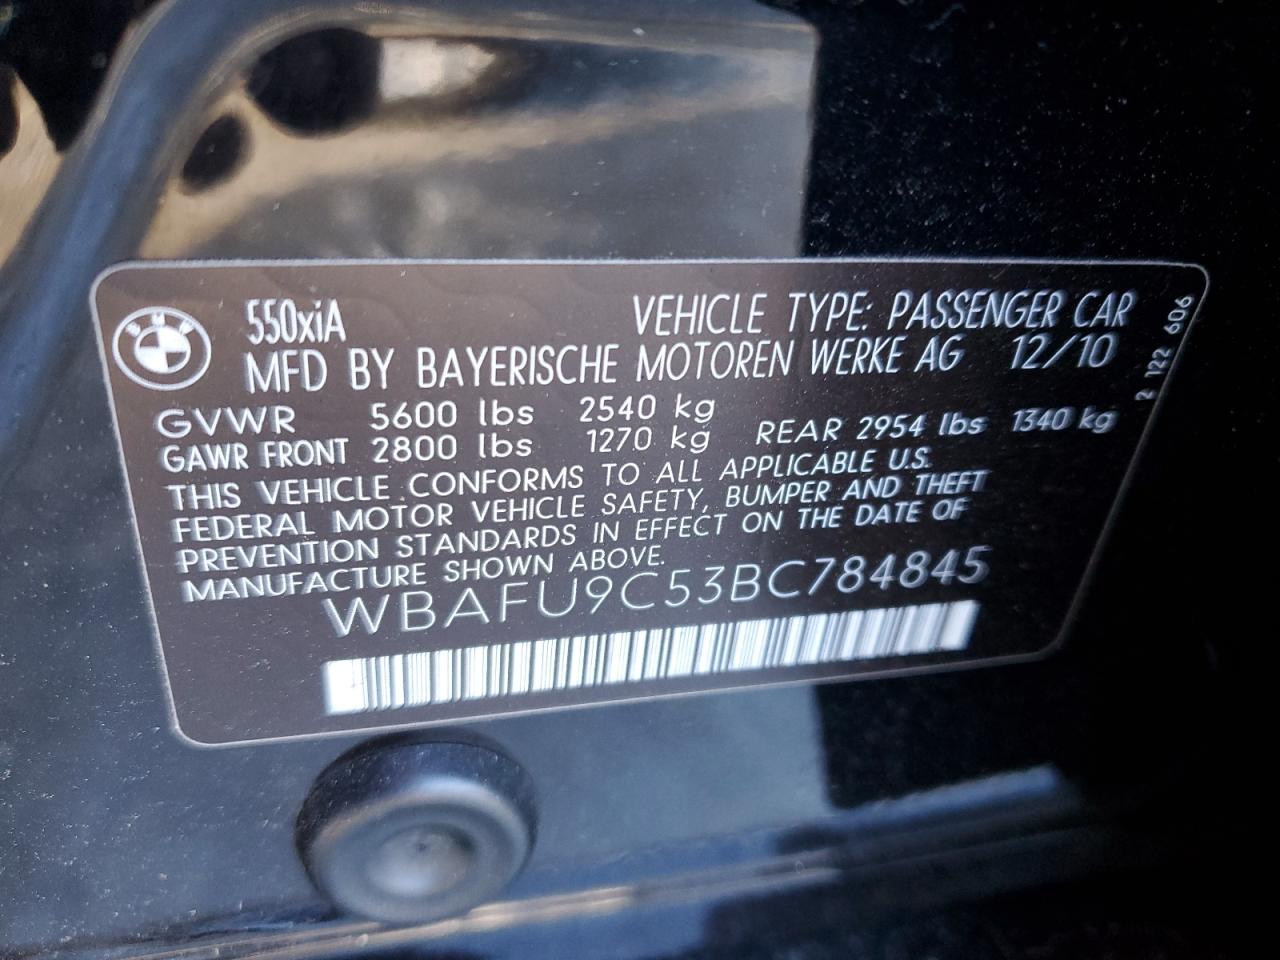 BMW
550xiA VEHICLE TYPE: PASSENGER CAR
MFD BY BAYERISCHE MOTOREN WERKE AG 12/10
GVWR 5600 lbs 2540 kg
GAWR FRONT 2800 lbs 1270 kg REAR 2954 lbs 1340 kg
THIS VEHICLE CONFORMS TO ALL APPLICABLE U.S.
FEDERAL MOTOR VEHICLE SAFETY, BUMPER AND THEFT
PREVENTION STANDARDS IN EFFECT ON THE DATE OF
MANUFACTURE SHOWN ABOVE.
WBAFU9C53BC784845
2 122 606